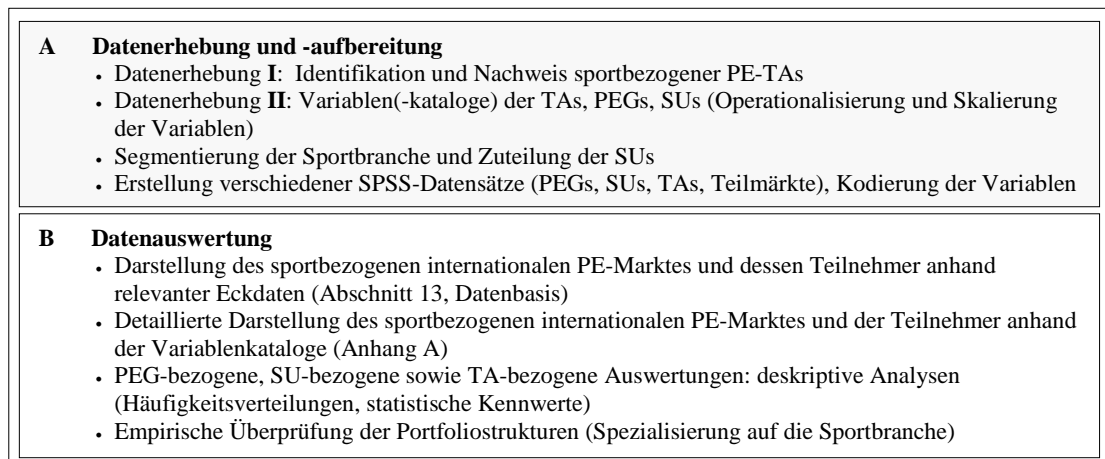 A Datenerhebung und -aufbereitung
• Datenerhebung I: Identifikation und Nachweis sportbezogener PE-TAs
• Datenerhebung II: Variablen(-kataloge) der TAs, PEGs, SUs (Operationalisierung und Skalierung
der Variablen)
• Segmentierung der Sportbranche und Zuteilung der SUs
• Erstellung verschiedener SPSS-Datensätze (PEGs, SUs, TAs, Teilmärkte), Kodierung der Variablen
B Datenauswertung
• Darstellung des sportbezogenen internationalen PE-Marktes und dessen Teilnehmer anhand
relevanter Eckdaten (Abschnitt 13, Datenbasis)
• Detaillierte Darstellung des sportbezogenen internationalen PE-Marktes und der Teilnehmer anhand
der Variablenkataloge (Anhang A)
• PEG-bezogene, SU-bezogene sowie TA-bezogene Auswertungen: deskriptive Analysen
(Häufigkeitsverteilungen, statistische Kennwerte)
• Empirische Überprüfung der Portfoliostrukturen (Spezialisierung auf die Sportbranche)